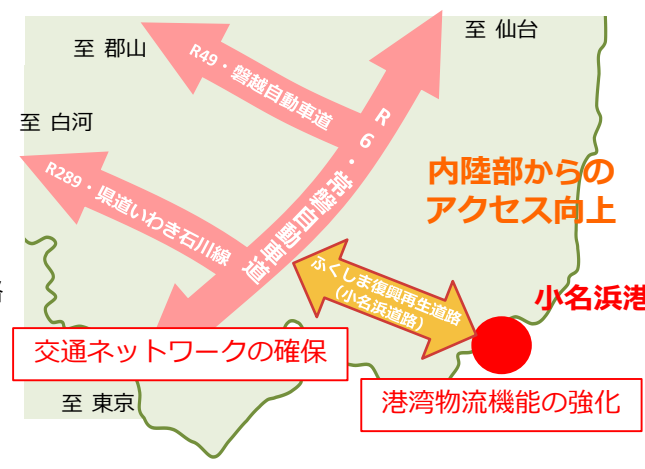 至 仙台
至 郡山
R49・磐越自動車道
至 白河
R6・常磐自動車道
R289・県道いわき石川線
内陸部からの
アクセス向上
ふくしま復興再生道路
(小名浜道路)
路
小名浜港
交通ネットワークの確保
港湾物流機能の強化
至 東京